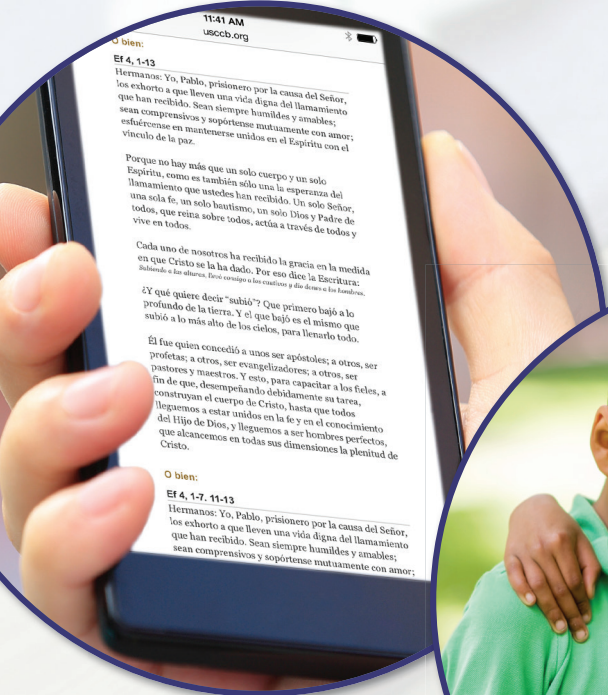 11:41 AM
usccb.org
O bien:
Ef 4, 1-13
Hermanos: Yo, Pablo, prisionero por la causa del Señor,
los exhorto a que lleven una vida digna del llamamiento
que han recibido. Sean siempre humildes y amables;
sean comprensivos y sopórtense mutuamente con amor;
esfuércense en mantenerse unidos en el Espíritu con el
vínculo de la paz.
Porque no hay más que un solo cuerpo y un solo
Espíritu, como es también sólo una la esperanza del
llamamiento que ustedes han recibido. Un solo Señor,
una sola fe, un solo bautismo, un solo Dios y Padre de
todos, que reina sobre todos, actúa a través de todos y
vive en todos.
Cada uno de nosotros ha recibido la gracia en la medida
en que Cristo se la ha dado. Por eso dice la Escritura:
Subiendo a las alturas, llevó consigo a los cautivos y dio dones a los hombres.
¿Y qué quiere decir “subió”? Que primero bajó a lo
profundo de la tierra. Y el que bajó es el mismo que
subió a lo más alto de los cielos, para llenarlo todo.
Él fue quien concedió a unos ser apóstoles; a otros, ser
profetas; a otros, ser evangelizadores; a otros, ser
pastores y maestros. Y esto, para capacitar a los fieles, a
fin de que, desempeñando debidamente su tarea,
construyan el cuerpo de Cristo, hasta que todos
lleguemos a estar unidos en la fe y en el conocimiento
del Hijo de Dios, y lleguemos a ser hombres perfectos,
que alcancemos en todas sus dimensiones la plenitud de
Cristo.
O bien:
Ef 4, 1-7. 11-13
Hermanos: Yo, Pablo, prisionero por la causa del Señor,
los exhorto a que lleven una vida digna del llamamiento
que han recibido. Sean siempre humildes y amables;
sean comprensivos y sopórtense mutuamente con amor;